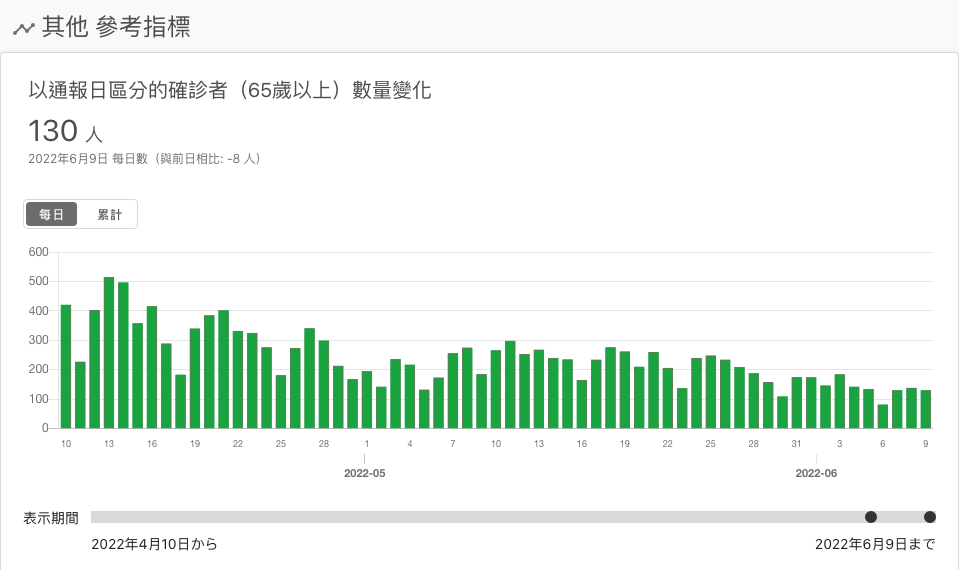 其他 參考指標
以通報日區分的確診者（65歲以上）數量變化
130 人
2022年6月9日 每日數（與前日相比: -8 人）
每日 累計
600
500
400
300
200
100
0
10 13 16 19 22 25 28 1 4 7 10 13 16 19 22 25 28 31 3 6 9
2022-05 2022-06
表示期間
2022年4月10日から 2022年6月9日まで